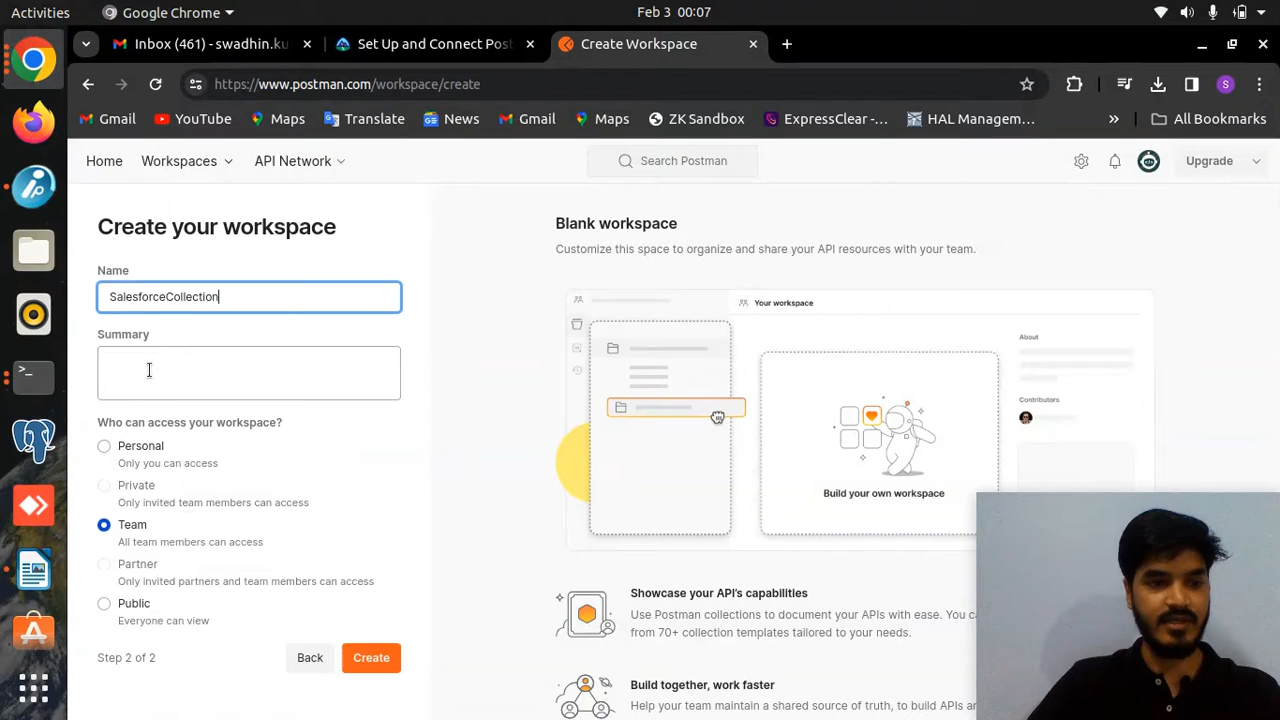 Activities
Google Chrome
Feb 3 00:07
Inbox (461) - swadhin.ku
Set Up and Connect Post
Create Workspace
https://www.postman.com/workspace/create
S
Gmail
YouTube
Maps
Translate
News
Gmail
Maps
ZK Sandbox
ExpressClear -...
HAL Managem...
»
All Bookmarks
Home
Workspaces
API Network
Search Postman
Upgrade
Create your workspace
Name
SalesforceCollection
Summary
Who can access your workspace?
Personal
Only you can access
Private
Only invited team members can access
Team
All team members can access
Partner
Only invited partners and team members can access
Public
Everyone can view
Step 2 of 2
Back
Create
Blank workspace
Customize this space to organize and share your API resources with your team.
Your workspace
About
Contributors
Build your own workspace
Showcase your API's capabilities
Use Postman collections to document your APIs with ease. You ca
from 70+ collection templates tailored to your needs.
Build together, work faster
Help your team maintain a shared source of truth, to build APIs an